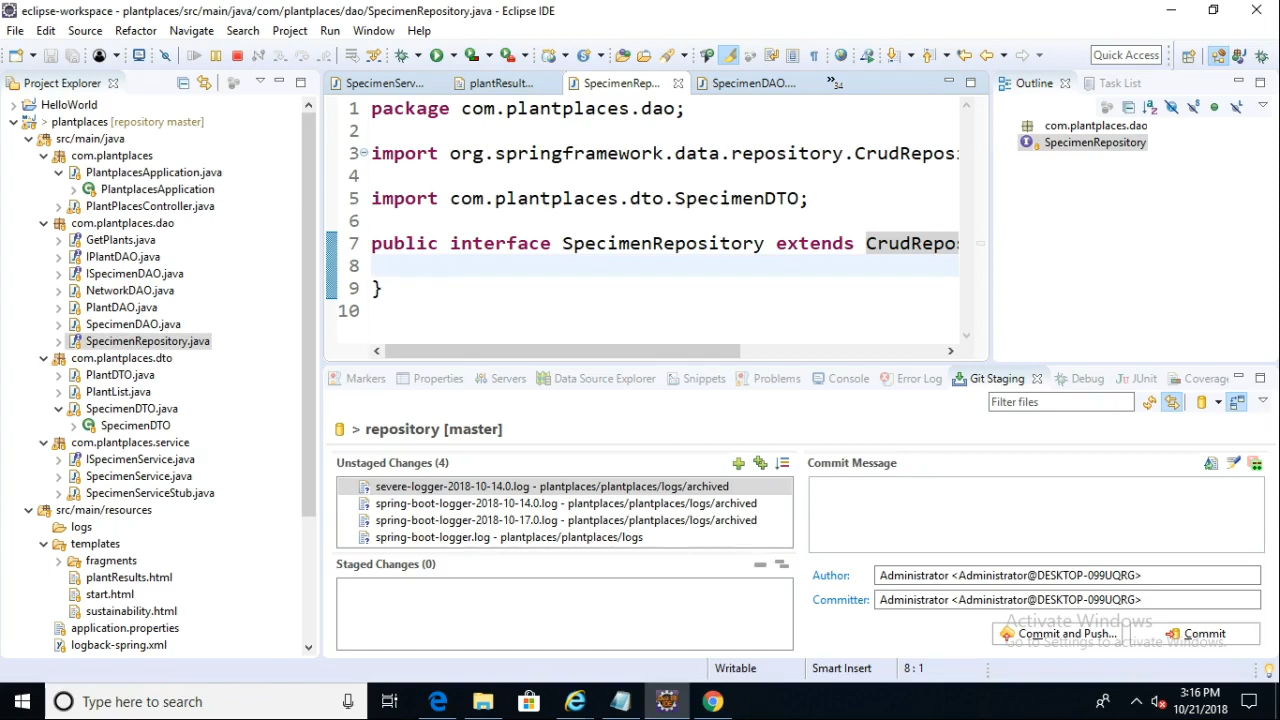 eclipse-workspace - plantplaces/src/main/java/com/plantplaces/dao/SpecimenRepository.java - Eclipse IDE
File Edit Source Refactor Navigate Search Project Run Window Help
Quick Access
Project Explorer
HelloWorld
> plantplaces [repository master]
src/main/java
com.plantplaces
PlantplacesApplication.java
PlantplacesApplication
PlantPlacesController.java
com.plantplaces.dao
GetPlants.java
IPlantDAO.java
ISpecimenDAO.java
NetworkDAO.java
PlantDAO.java
SpecimenDAO.java
SpecimenRepository.java
com.plantplaces.dto
PlantDTO.java
PlantList.java
SpecimenDTO.java
SpecimenDTO
com.plantplaces.service
ISpecimenService.java
SpecimenService.java
SpecimenServiceStub.java
src/main/resources
logs
templates
fragments
plantResults.html
start.html
sustainability.html
application.properties
logback-spring.xml
SpecimenServ... plantResult... SpecimenRep... SpecimenDAO.... »34
1 package com.plantplaces.dao;
2
3 import org.springframework.data.repository.CrudReposi
4
5 import com.plantplaces.dto.SpecimenDTO;
6
7 public interface SpecimenRepository extends CrudRepos
8
9 }
10
Outline Task List
com.plantplaces.dao
SpecimenRepository
Markers Properties Servers Data Source Explorer Snippets Problems Console Error Log Git Staging Debug JUnit Coverage
Filter files
> repository [master]
Unstaged Changes (4)
severe-logger-2018-10-14.0.log - plantplaces/plantplaces/logs/archived
spring-boot-logger-2018-10-14.0.log - plantplaces/plantplaces/logs/archived
spring-boot-logger-2018-10-17.0.log - plantplaces/plantplaces/logs/archived
spring-boot-logger.log - plantplaces/plantplaces/logs
Staged Changes (0)
Commit Message
Author: Administrator <Administrator@DESKTOP-099UQRG>
Committer: Administrator <Administrator@DESKTOP-099UQRG>
Activate Windows
Go to Settings to activate Windows.
Commit and Push... Commit
Writable Smart Insert 8 : 1
Type here to search
3:16 PM
10/21/2018